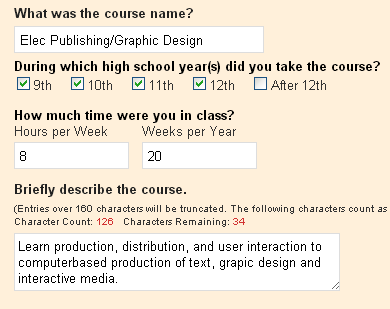 What was the course name?
Elec Publishing/Graphic Design
During which high school year(s) did you take the course?
9th 10th 11th 12th After 12th
How much time were you in class?
Hours per Week Weeks per Year
8 20
Briefly describe the course.
(Entries over 160 characters will be truncated. The following characters count as
Character Count: 126 Characters Remaining: 34
Learn production, distribution, and user interaction to
computerbased production of text, grapic design and
interactive media.